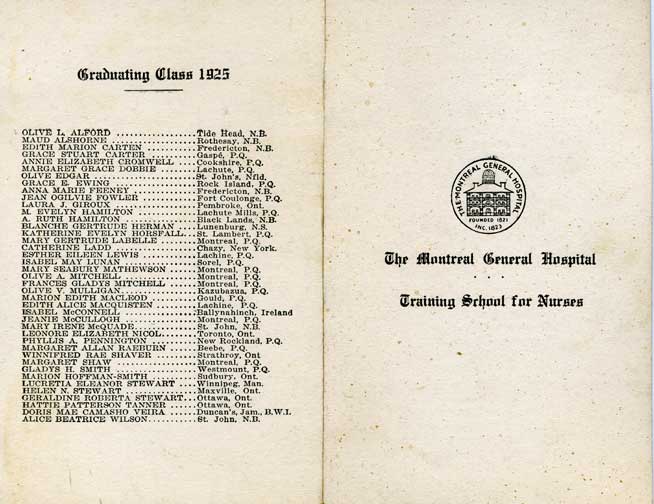 Graduating Class 1925
OLIVE L. ALFORD ..................Tide Head, N.B.
MAUD ALSHORNE ..................Rothesay, N.B.
EDITH MARION CARTEN ............Fredericton, N.B.
GRACE STUART CARTER ............Gaspé, P.Q.
ANNIE ELIZABETH CROMWELL ....Cookshire, P.Q.
MARGARET GRACE DOBBIE ........Lachute, P.Q.
OLIVE EDGAR ......................St. John's, Nfld.
GRACE E. EWING ..................Rock Island, P.Q.
ANNA MARIE FEENEY ..............Fredericton, N.B.
JEAN OGILVIE FOWLER ............Fort Coulonge, P.Q.
LAURA J. GIROUX ..................Pembroke, Ont.
M. EVELYN HAMILTON ............Lachute Mills, P.Q.
A. RUTH HAMILTON ................Black Lands, N.B.
BLANCHE GERTRUDE HERMAN ....Lunenburg, N.S.
KATHERINE EVELYN HORSFALL..St. Lambert, P.Q.
MARY GERTRUDE LABELLE ........Montreal, P.Q.
CATHERINE LADD ..................Chazy, New York.
ESTHER EILEEN LEWIS ............Lachine, P.Q.
ISABEL MAY LUNAN ................Sorel, P.Q.
MARY SEABURY MATHEWSON ......Montreal, P.Q.
OLIVE A. MITCHELL ................Montreal, P.Q.
FRANCES GLADYS MITCHELL ......Montreal, P.Q.
OLIVE V. MULLIGAN................Kazubazua, P.Q.
MARION EDITH MACLEOD ..........Gould, P.Q.
EDITH ALICE MACQUISTEN ........Lachine, P.Q.
ISABEL McCONNELL ................Ballynahinch, Ireland
JEANIE McCULLOGH ................Montreal, P.Q.
MARY IRENE McQUADE..............St. John, N.B.
LEONORE ELIZABETH NICOL........Toronto, Ont.
PHYLLIS A. PENNINGTON ..........New Rockland, P.Q.
MARGARET ALLAN RAEBURN ......Beebe, P.Q.
WINNIFRED RAE SHAVER ..........Strathroy, Ont
MARGARET SHAW ..................Montreal, P.Q.
GLADYS H. SMITH ..................Westmount, P.Q.
MARION HOFFMAN-SMITH ..........Sudbury, Ont.
LUCRETIA ELEANOR STEWART ....Winnipeg, Man.
HELEN N. STEWART ................Maxville, Ont.
GERALDINE ROBERTA STEWART...Ottawa, Ont.
HATTIE PATTERSON TANNER ......Ottawa, Ont.
DORIS MAE CAMASHO VEIRA ......Duncan's, Jam., B.W.I.
ALICE BEATRICE WILSON..........St. John, N.B.
THE MONTREAL GENERAL HOSPITAL
FOUNDED 1821
INC. 1823
The Montreal General Hospital
. . .
Training School for Nurses